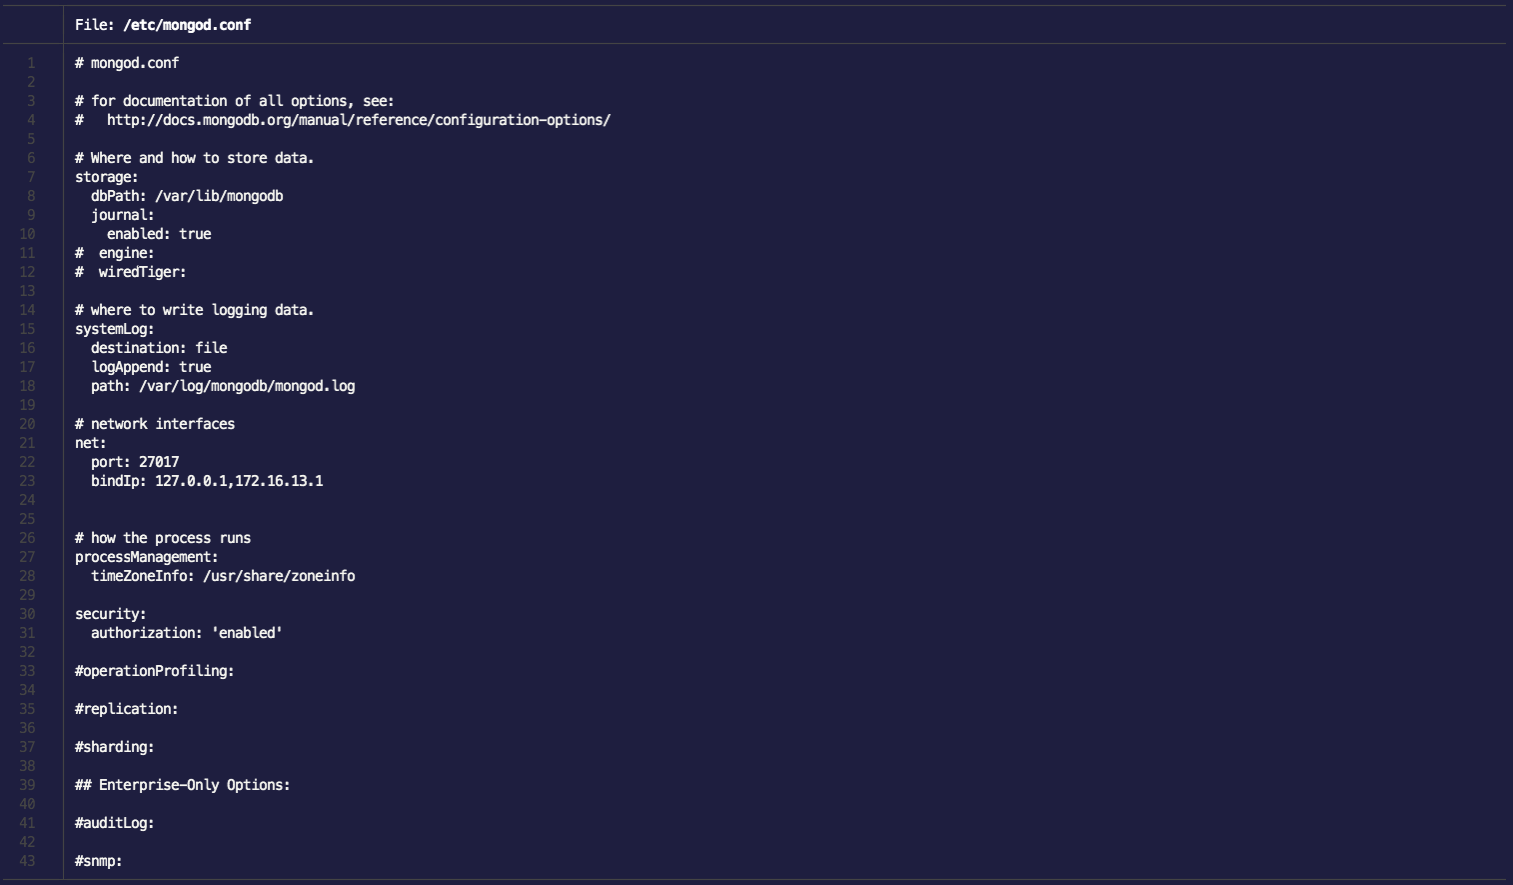 File: /etc/mongod.conf
1 # mongod.conf
2
3 # for documentation of all options, see:
4 #   http://docs.mongodb.org/manual/reference/configuration-options/
5
6 # Where and how to store data.
7 storage:
8   dbPath: /var/lib/mongodb
9   journal:
10     enabled: true
11 #  engine:
12 #  wiredTiger:
13
14 # where to write logging data.
15 systemLog:
16   destination: file
17   logAppend: true
18   path: /var/log/mongodb/mongod.log
19
20 # network interfaces
21 net:
22   port: 27017
23   bindIp: 127.0.0.1,172.16.13.1
24
25
26 # how the process runs
27 processManagement:
28   timeZoneInfo: /usr/share/zoneinfo
29
30 security:
31   authorization: 'enabled'
32
33 #operationProfiling:
34
35 #replication:
36
37 #sharding:
38
39 ## Enterprise-Only Options:
40
41 #auditLog:
42
43 #snmp: